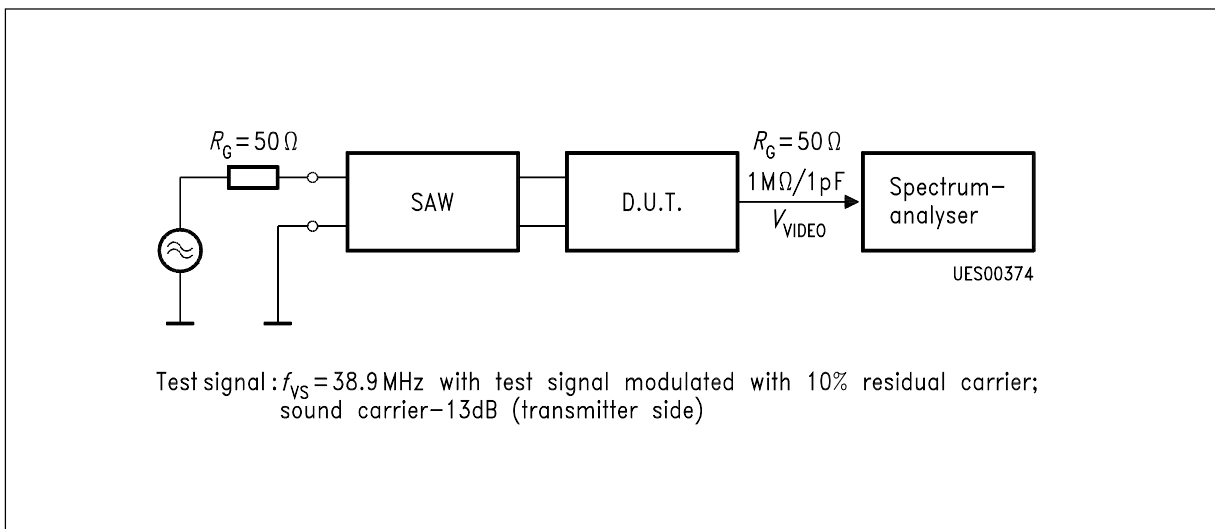 R_G = 50 Ω
SAW
D.U.T.
R_G = 50 Ω
1 MΩ/1 pF
V_VIDEO
Spectrum-
analyser
UES00374
Test signal : f_VS = 38.9 MHz with test signal modulated with 10% residual carrier;
sound carrier-13dB (transmitter side)